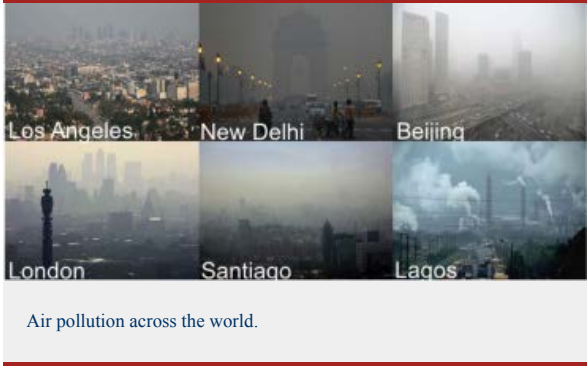 Los Angeles
New Delhi
Beijing
London
Santiago
Lagos
Air pollution across the world.